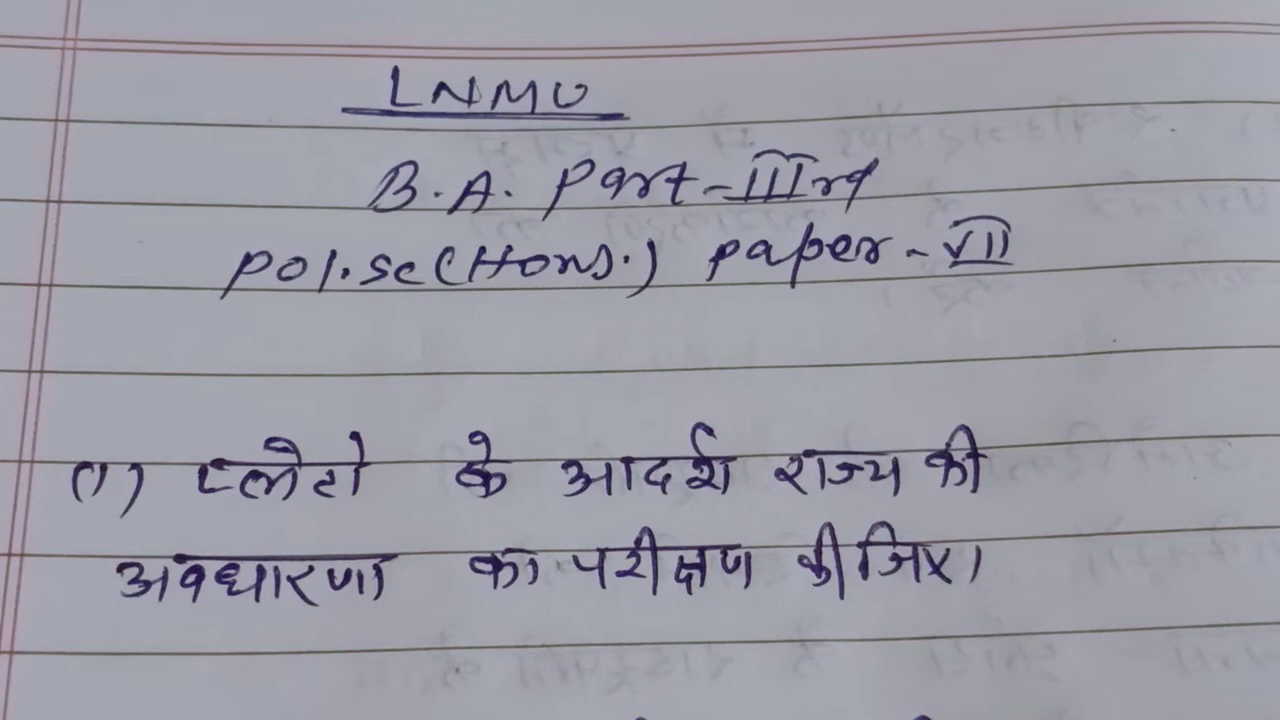 LNMU
B.A. Part-IIIrd
Pol.Sc(Hons.) paper-VII
(1) प्लेटो के आदर्श राज्य की
अवधारणा का परीक्षण कीजिए।